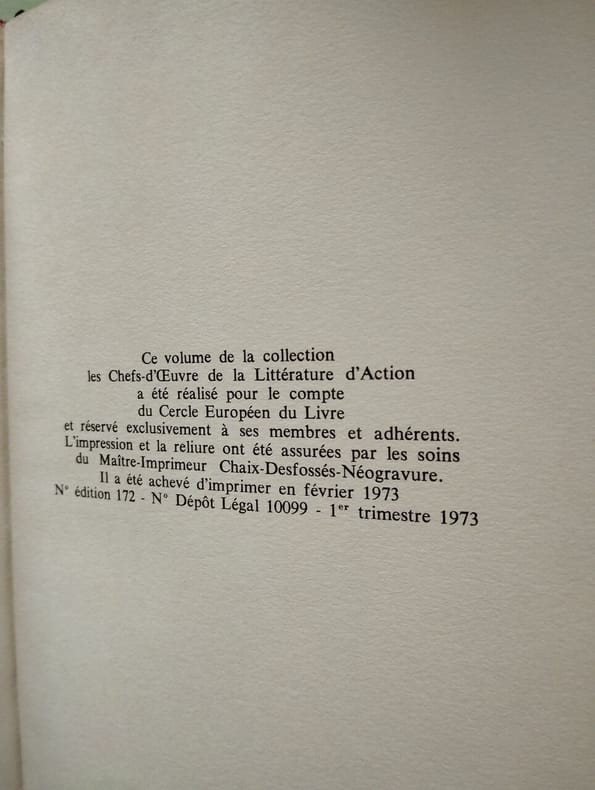 Ce volume de la collection
les Chefs-d'Œuvre de la Littérature d'Action
a été réalisé pour le compte
du Cercle Européen du Livre
et réservé exclusivement à ses membres et adhérents.
L'impression et la reliure ont été assurées par les soins
du Maître-Imprimeur Chaix-Desfossés-Néogravure.
Il a été achevé d'imprimer en février 1973
N° édition 172 - N° Dépôt Légal 10099 - 1er trimestre 1973